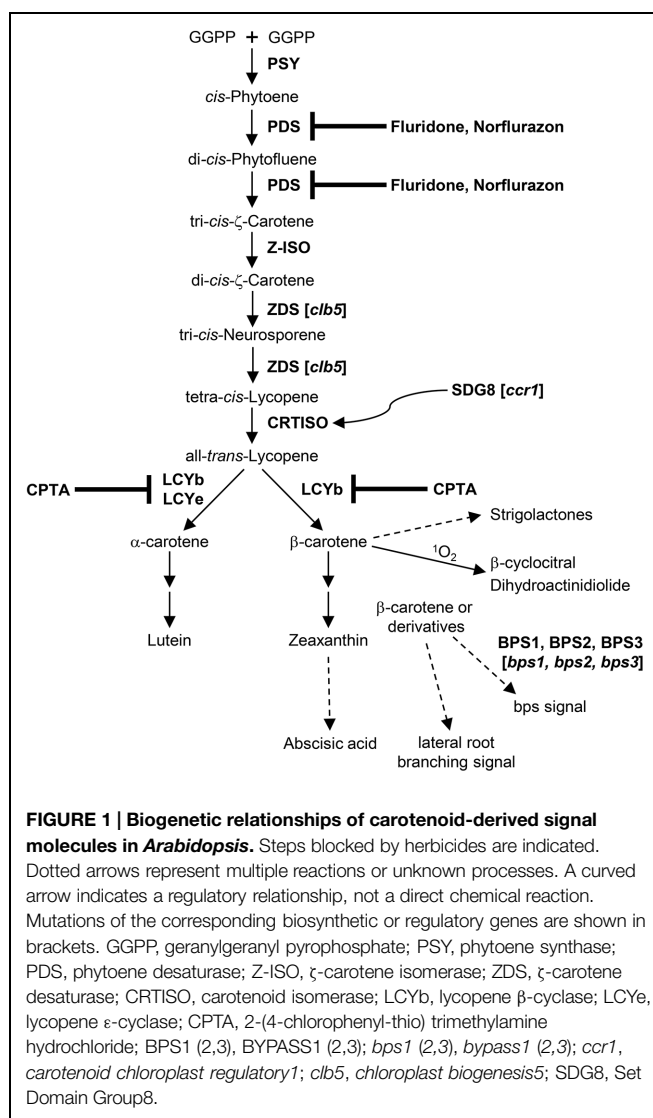 GGPP + GGPP
PSY
cis-Phytoene
PDS
Fluridone, Norflurazon
di-cis-Phytofluene
PDS
Fluridone, Norflurazon
tri-cis-ζ-Carotene
Z-ISO
di-cis-ζ-Carotene
ZDS [clb5]
tri-cis-Neurosporene
ZDS [clb5]
tetra-cis-Lycopene
SDG8 [ccr1]
CRTISO
all-trans-Lycopene
CPTA
LCYb
LCYe
LCYb
CPTA
Strigolactones
α-carotene
β-carotene
¹O₂
β-cyclocitral
Dihydroactinidiolide
β-carotene or
derivatives
Lutein
Zeaxanthin
BPS1, BPS2, BPS3
[bps1, bps2, bps3]
bps signal
Abscisic acid
lateral root
branching signal
FIGURE 1 | Biogenetic relationships of carotenoid-derived signal
molecules in Arabidopsis. Steps blocked by herbicides are indicated.
Dotted arrows represent multiple reactions or unknown processes. A curved
arrow indicates a regulatory relationship, not a direct chemical reaction.
Mutations of the corresponding biosynthetic or regulatory genes are shown in
brackets. GGPP, geranylgeranyl pyrophosphate; PSY, phytoene synthase;
PDS, phytoene desaturase; Z-ISO, ζ-carotene isomerase; ZDS, ζ-carotene
desaturase; CRTISO, carotenoid isomerase; LCYb, lycopene β-cyclase; LCYe,
lycopene ε-cyclase; CPTA, 2-(4-chlorophenyl-thio) trimethylamine
hydrochloride; BPS1 (2,3), BYPASS1 (2,3); bps1 (2,3), bypass1 (2,3); ccr1,
carotenoid chloroplast regulatory1; clb5, chloroplast biogenesis5; SDG8, Set
Domain Group8.